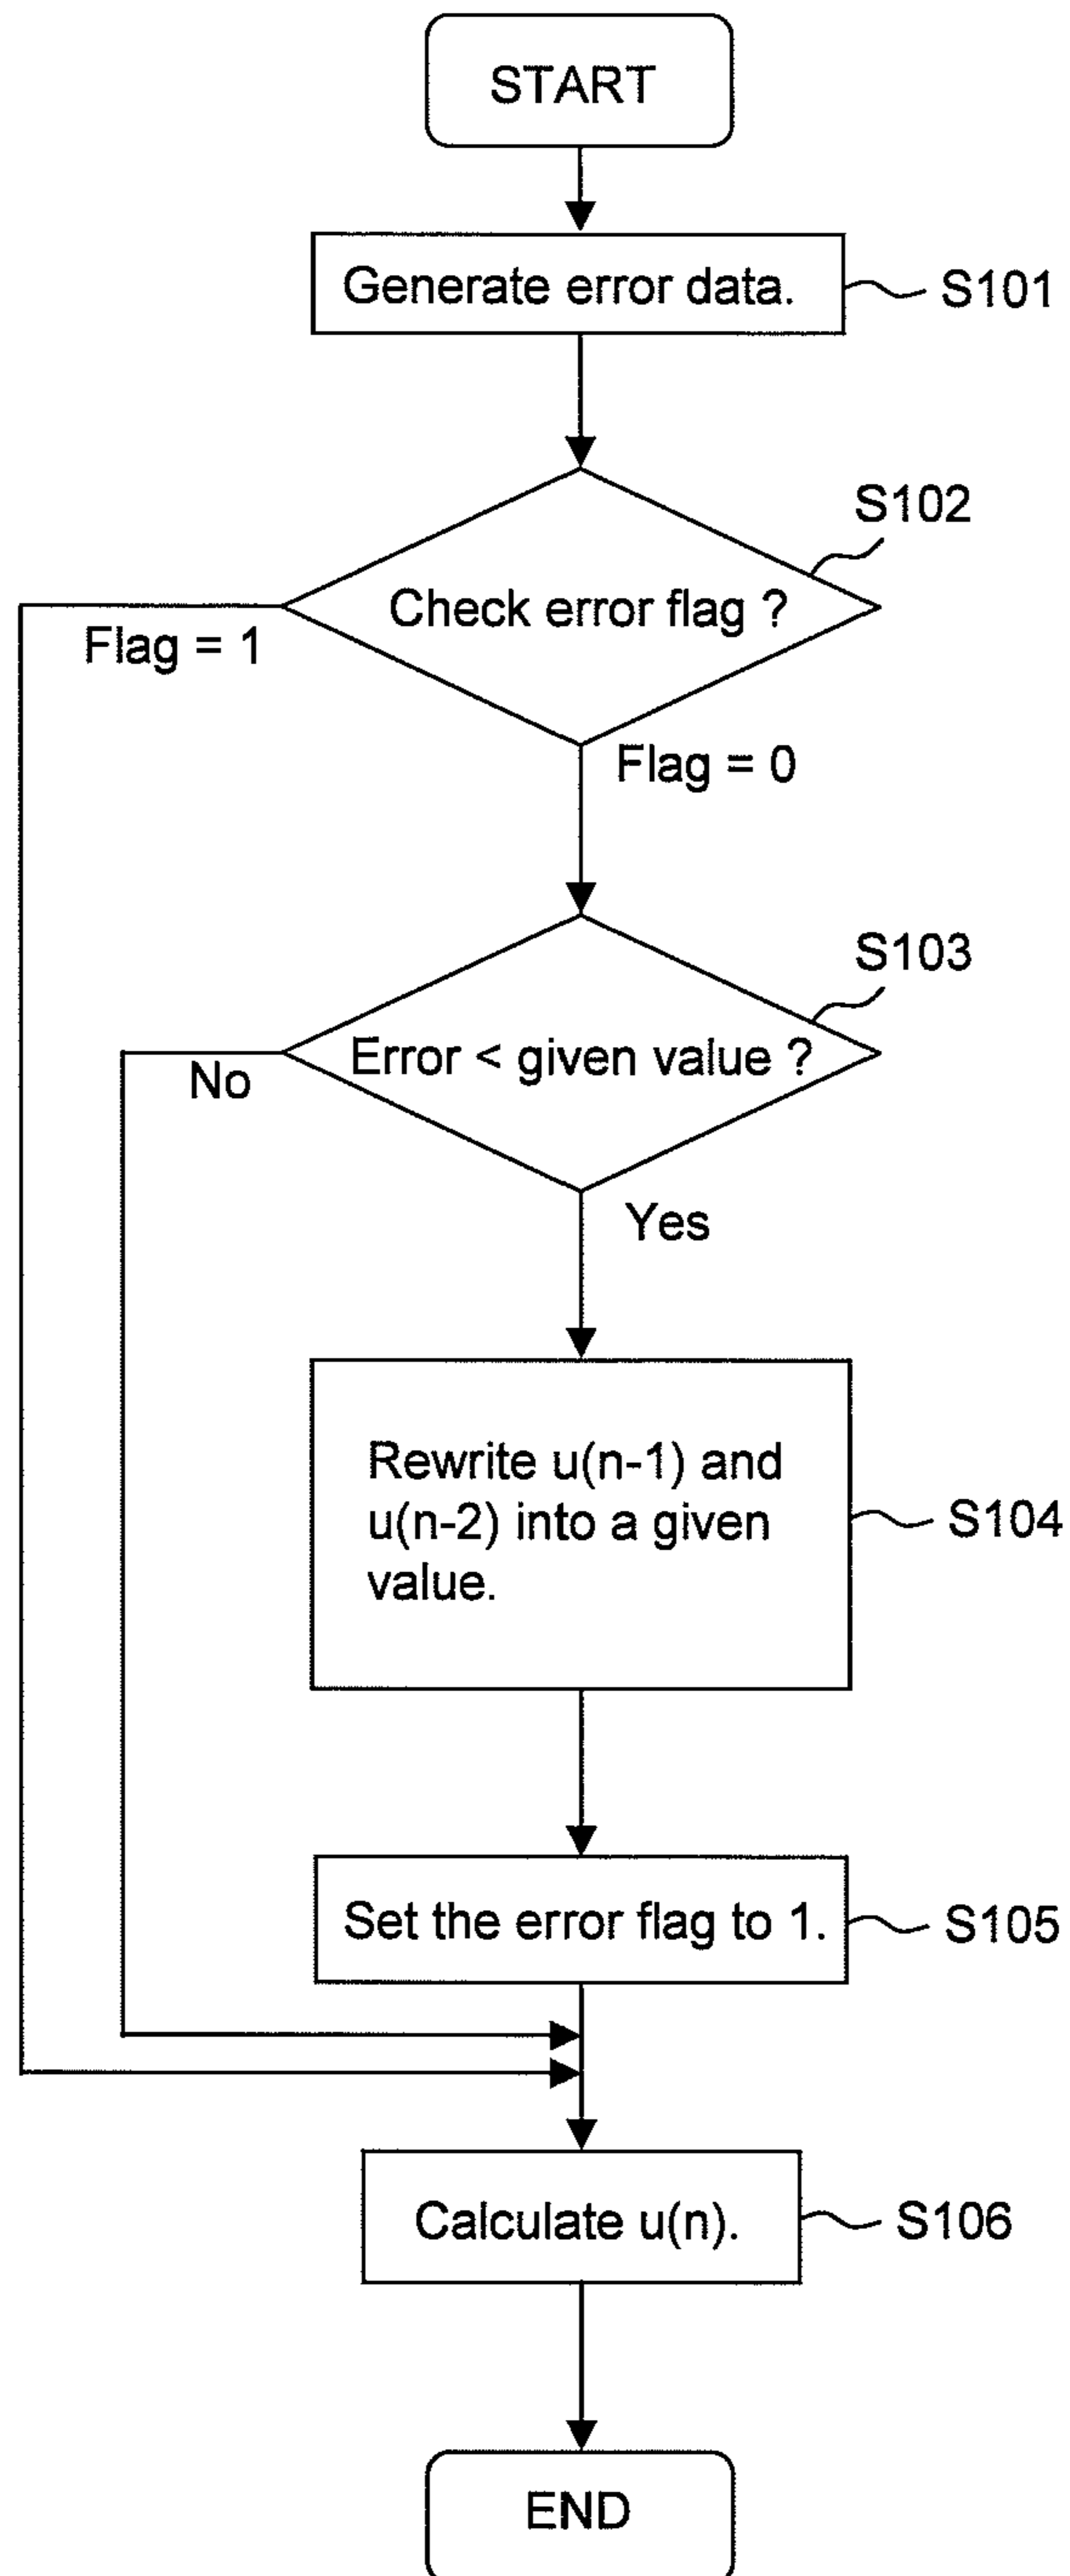 START
Generate error data.
S101
S102
Check error flag ?
Flag = 1
Flag = 0
S103
Error < given value ?
No
Yes
Rewrite u(n-1) and
u(n-2) into a given
value.
S104
Set the error flag to 1.
S105
Calculate u(n).
S106
END